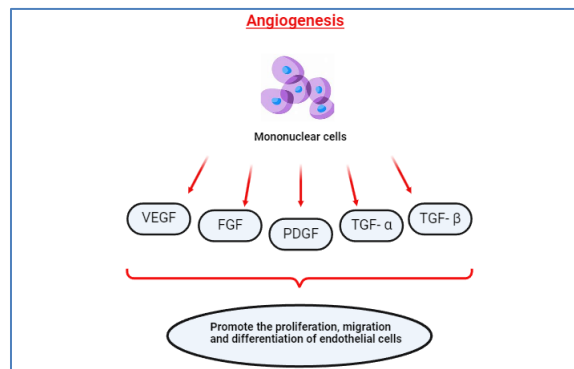 Angiogenesis
Mononuclear cells
VEGF
FGF
PDGF
TGF- α
TGF- β
Promote the proliferation, migration
and differentiation of endothelial cells